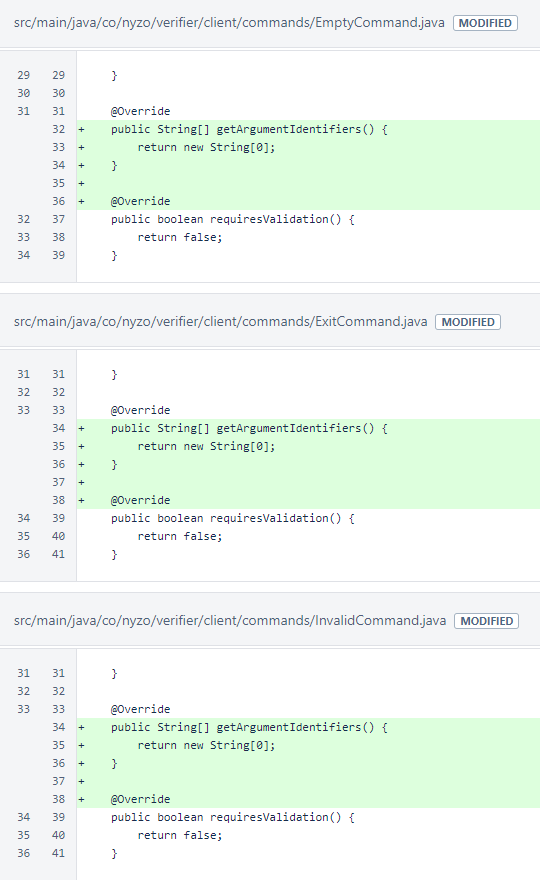 src/main/java/co/nyzo/verifier/client/commands/EmptyCommand.java MODIFIED
29 29 }
30 30
31 31 @Override
32 + public String[] getArgumentIdentifiers() {
33 + return new String[0];
34 + }
35 +
36 + @Override
32 37 public boolean requiresValidation() {
33 38 return false;
34 39 }
src/main/java/co/nyzo/verifier/client/commands/ExitCommand.java MODIFIED
31 31 }
32 32
33 33 @Override
34 + public String[] getArgumentIdentifiers() {
35 + return new String[0];
36 + }
37 +
38 + @Override
34 39 public boolean requiresValidation() {
35 40 return false;
36 41 }
src/main/java/co/nyzo/verifier/client/commands/InvalidCommand.java MODIFIED
31 31 }
32 32
33 33 @Override
34 + public String[] getArgumentIdentifiers() {
35 + return new String[0];
36 + }
37 +
38 + @Override
34 39 public boolean requiresValidation() {
35 40 return false;
36 41 }